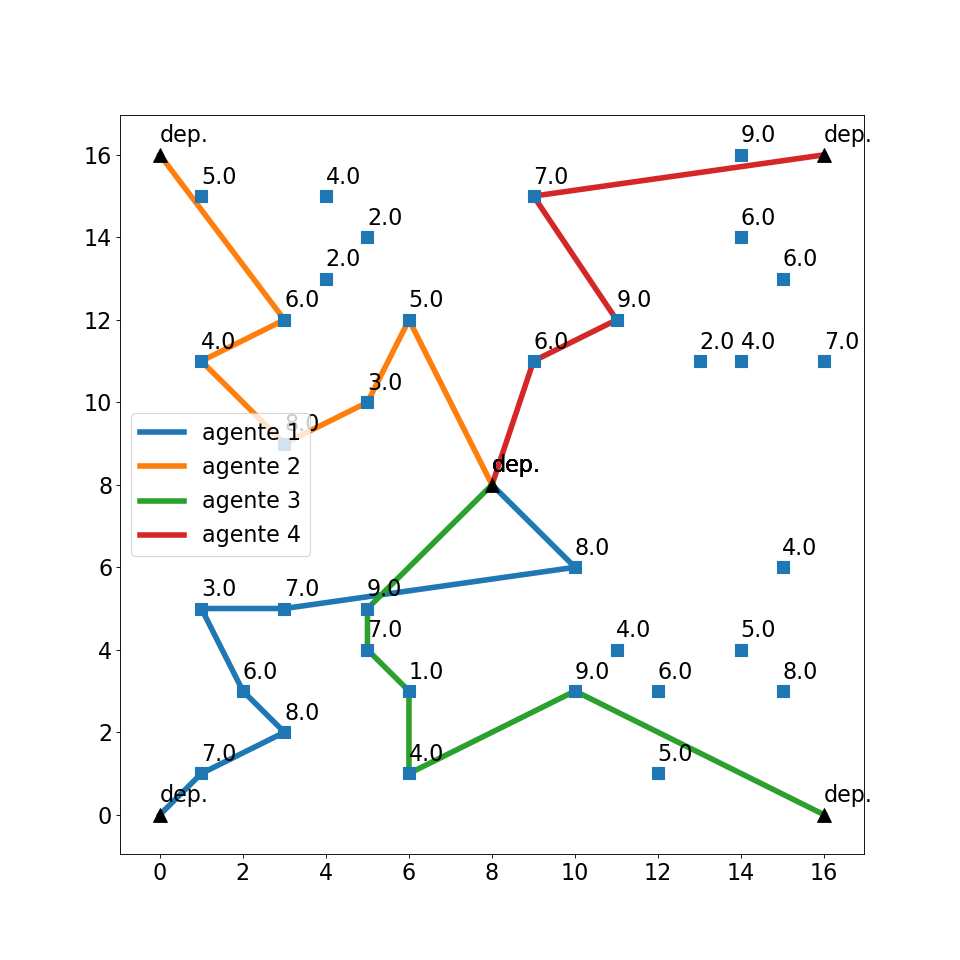 9.0
dep. dep.
16
5.0 4.0 7.0
2.0 6.0
14
2.0 6.0
6.0 5.0 9.0
12
4.0 6.0 2.0 4.0 7.0
3.0
10
8.0
agente 1
agente 2
dep.
8
agente 3
agente 4
8.0 4.0
6
3.0 7.0 9.0
7.0 4.0 5.0
4
6.0 1.0 9.0 6.0 8.0
8.0
2
7.0 4.0 5.0
dep. dep.
0
0 2 4 6 8 10 12 14 16